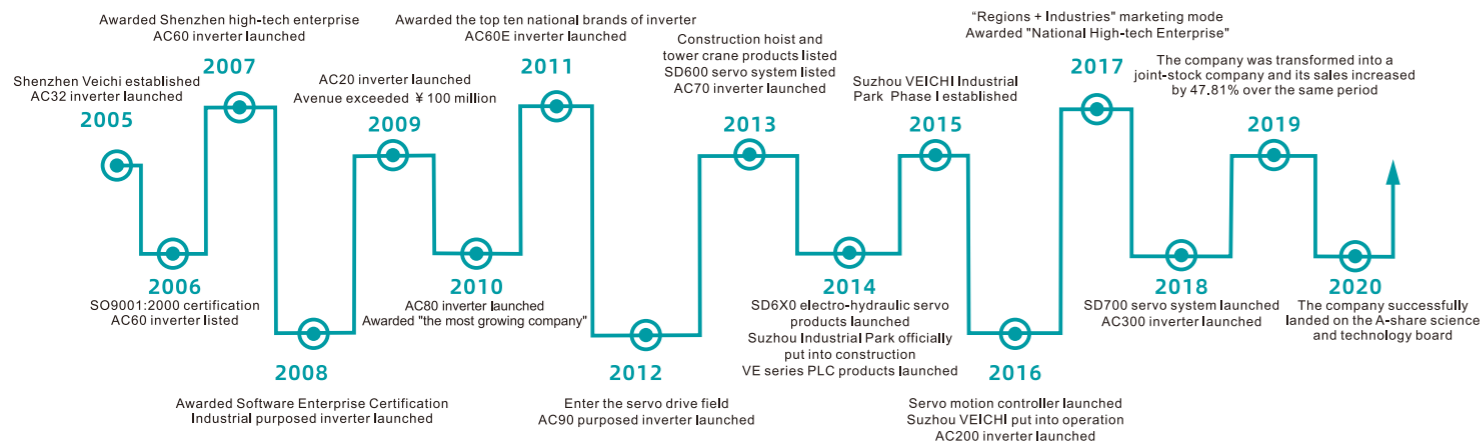 Shenzhen Veichi established
AC32 inverter launched
2005
2006
SO9001:2000 certification
AC60 inverter listed
Awarded Shenzhen high-tech enterprise
AC60 inverter launched
2007
2008
Awarded Software Enterprise Certification
Industrial purposed inverter launched
AC20 inverter launched
Avenue exceeded ¥ 100 million
2009
2010
AC80 inverter launched
Awarded "the most growing company"
Awarded the top ten national brands of inverter
AC60E inverter launched
2011
2012
Enter the servo drive field
AC90 purposed inverter launched
Construction hoist and
tower crane products listed
SD600 servo system listed
AC70 inverter launched
2013
2014
SD6X0 electro-hydraulic servo
products launched
Suzhou Industrial Park officially
put into construction
VE series PLC products launched
Suzhou VEICHI Industrial
Park Phase I established
2015
2016
Servo motion controller launched
Suzhou VEICHI put into operation
AC200 inverter launched
"Regions + Industries" marketing mode
Awarded "National High-tech Enterprise"
2017
2018
SD700 servo system launched
AC300 inverter launched
The company was transformed into a
joint-stock company and its sales increased
by 47.81% over the same period
2019
2020
The company successfully
landed on the A-share science
and technology board